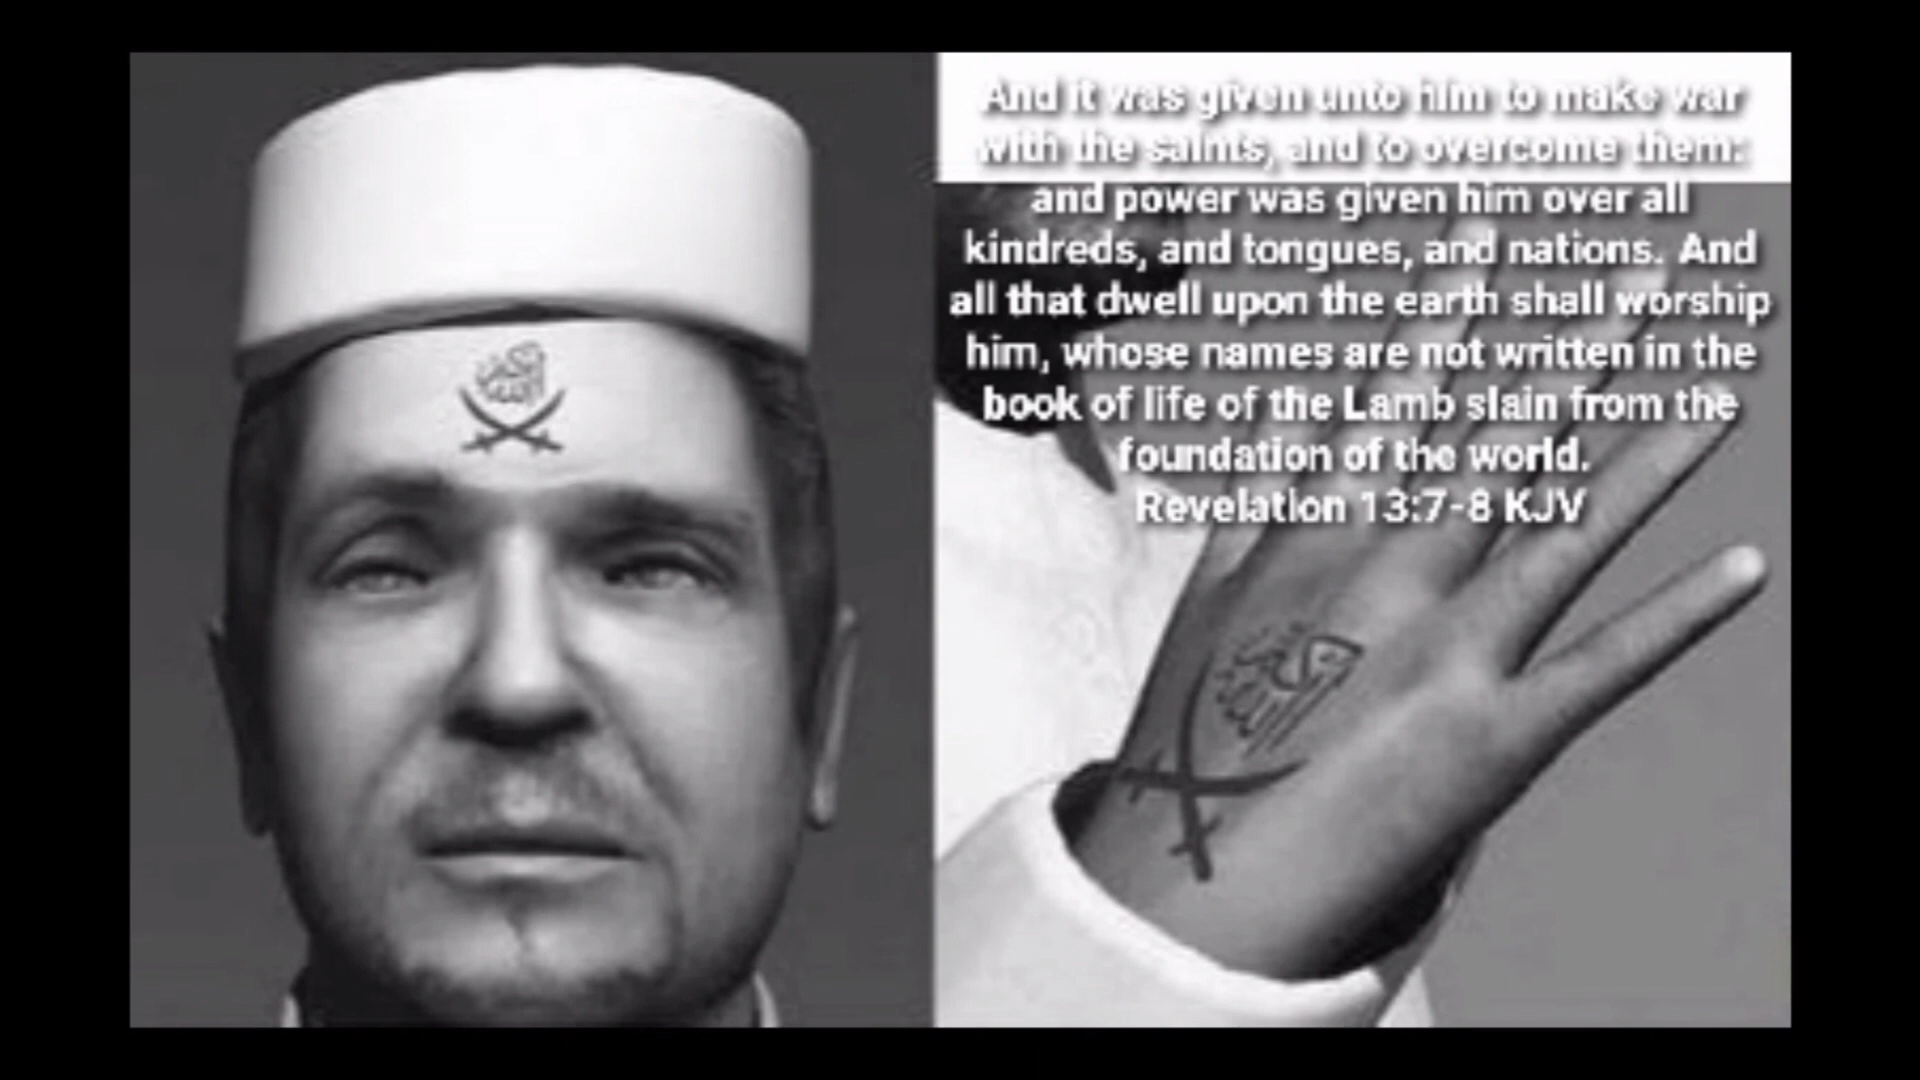 And it was given unto him to make war
with the saints, and to overcome them:
and power was given him over all
kindreds, and tongues, and nations. And
all that dwell upon the earth shall worship
him, whose names are not written in the
book of life of the Lamb slain from the
foundation of the world.
Revelation 13:7-8 KJV